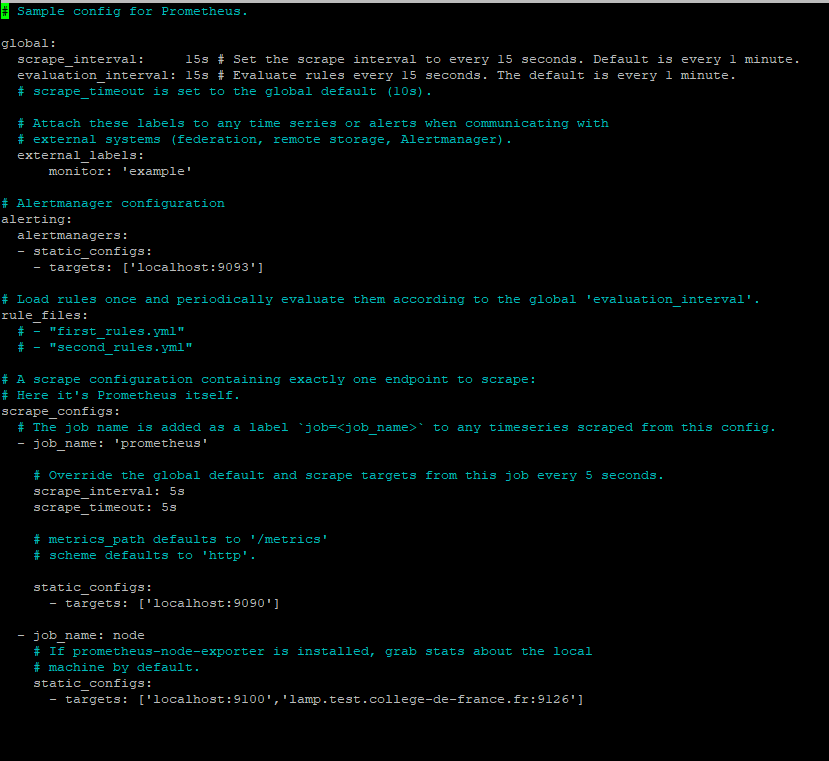 # Sample config for Prometheus.

global:
  scrape_interval:     15s # Set the scrape interval to every 15 seconds. Default is every 1 minute.
  evaluation_interval: 15s # Evaluate rules every 15 seconds. The default is every 1 minute.
  # scrape_timeout is set to the global default (10s).

  # Attach these labels to any time series or alerts when communicating with
  # external systems (federation, remote storage, Alertmanager).
  external_labels:
      monitor: 'example'

# Alertmanager configuration
alerting:
  alertmanagers:
  - static_configs:
    - targets: ['localhost:9093']

# Load rules once and periodically evaluate them according to the global 'evaluation_interval'.
rule_files:
  # - "first_rules.yml"
  # - "second_rules.yml"

# A scrape configuration containing exactly one endpoint to scrape:
# Here it's Prometheus itself.
scrape_configs:
  # The job name is added as a label `job=<job_name>` to any timeseries scraped from this config.
  - job_name: 'prometheus'

    # Override the global default and scrape targets from this job every 5 seconds.
    scrape_interval: 5s
    scrape_timeout: 5s

    # metrics_path defaults to '/metrics'
    # scheme defaults to 'http'.

    static_configs:
      - targets: ['localhost:9090']

  - job_name: node
    # If prometheus-node-exporter is installed, grab stats about the local
    # machine by default.
    static_configs:
      - targets: ['localhost:9100','lamp.test.college-de-france.fr:9126']